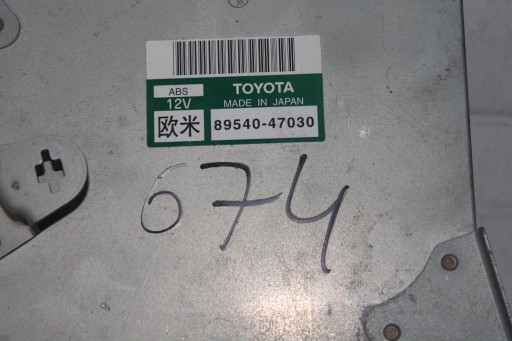 ABS
12V
TOYOTA
MADE IN JAPAN
欧米
89540-47030
674